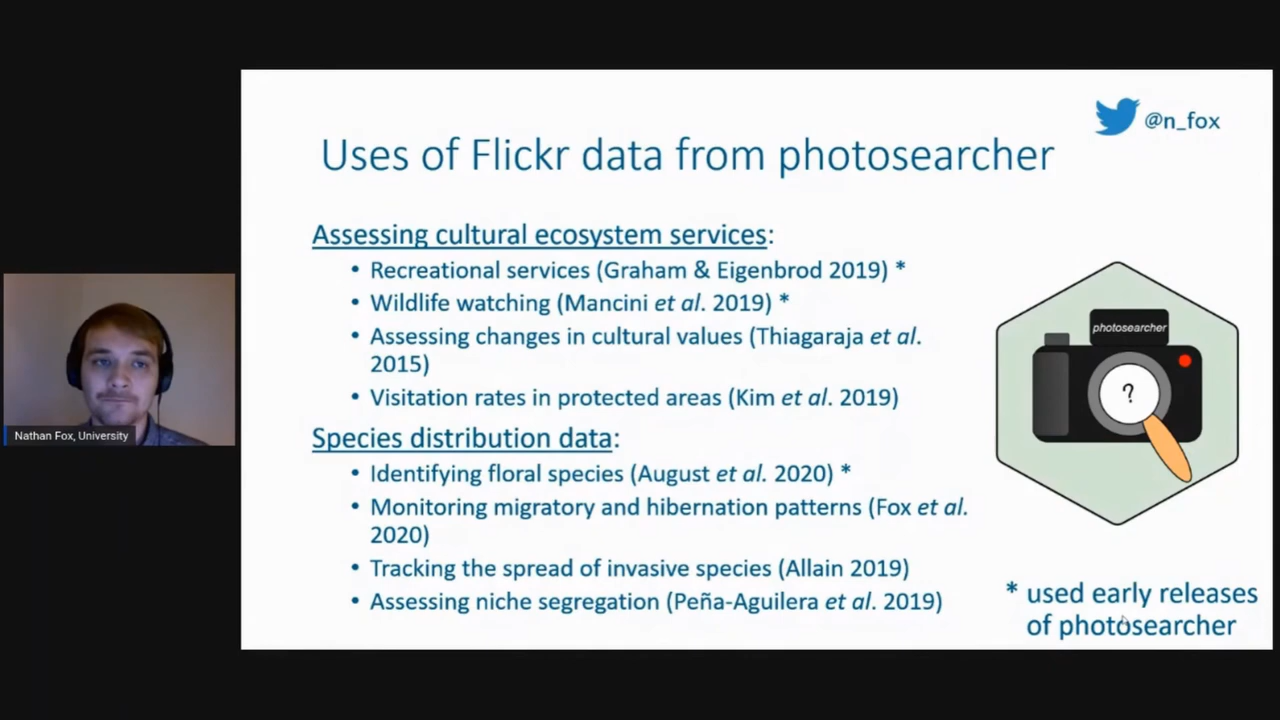 @n_fox
Uses of Flickr data from photosearcher
Assessing cultural ecosystem services:
• Recreational services (Graham & Eigenbrod 2019) *
• Wildlife watching (Mancini et al. 2019) *
• Assessing changes in cultural values (Thiagaraja et al.
2015)
• Visitation rates in protected areas (Kim et al. 2019)
Species distribution data:
• Identifying floral species (August et al. 2020) *
• Monitoring migratory and hibernation patterns (Fox et al.
2020)
• Tracking the spread of invasive species (Allain 2019)
• Assessing niche segregation (Peña-Aguilera et al. 2019)
photosearcher
?
* used early releases
of photosearcher
Nathan Fox, University